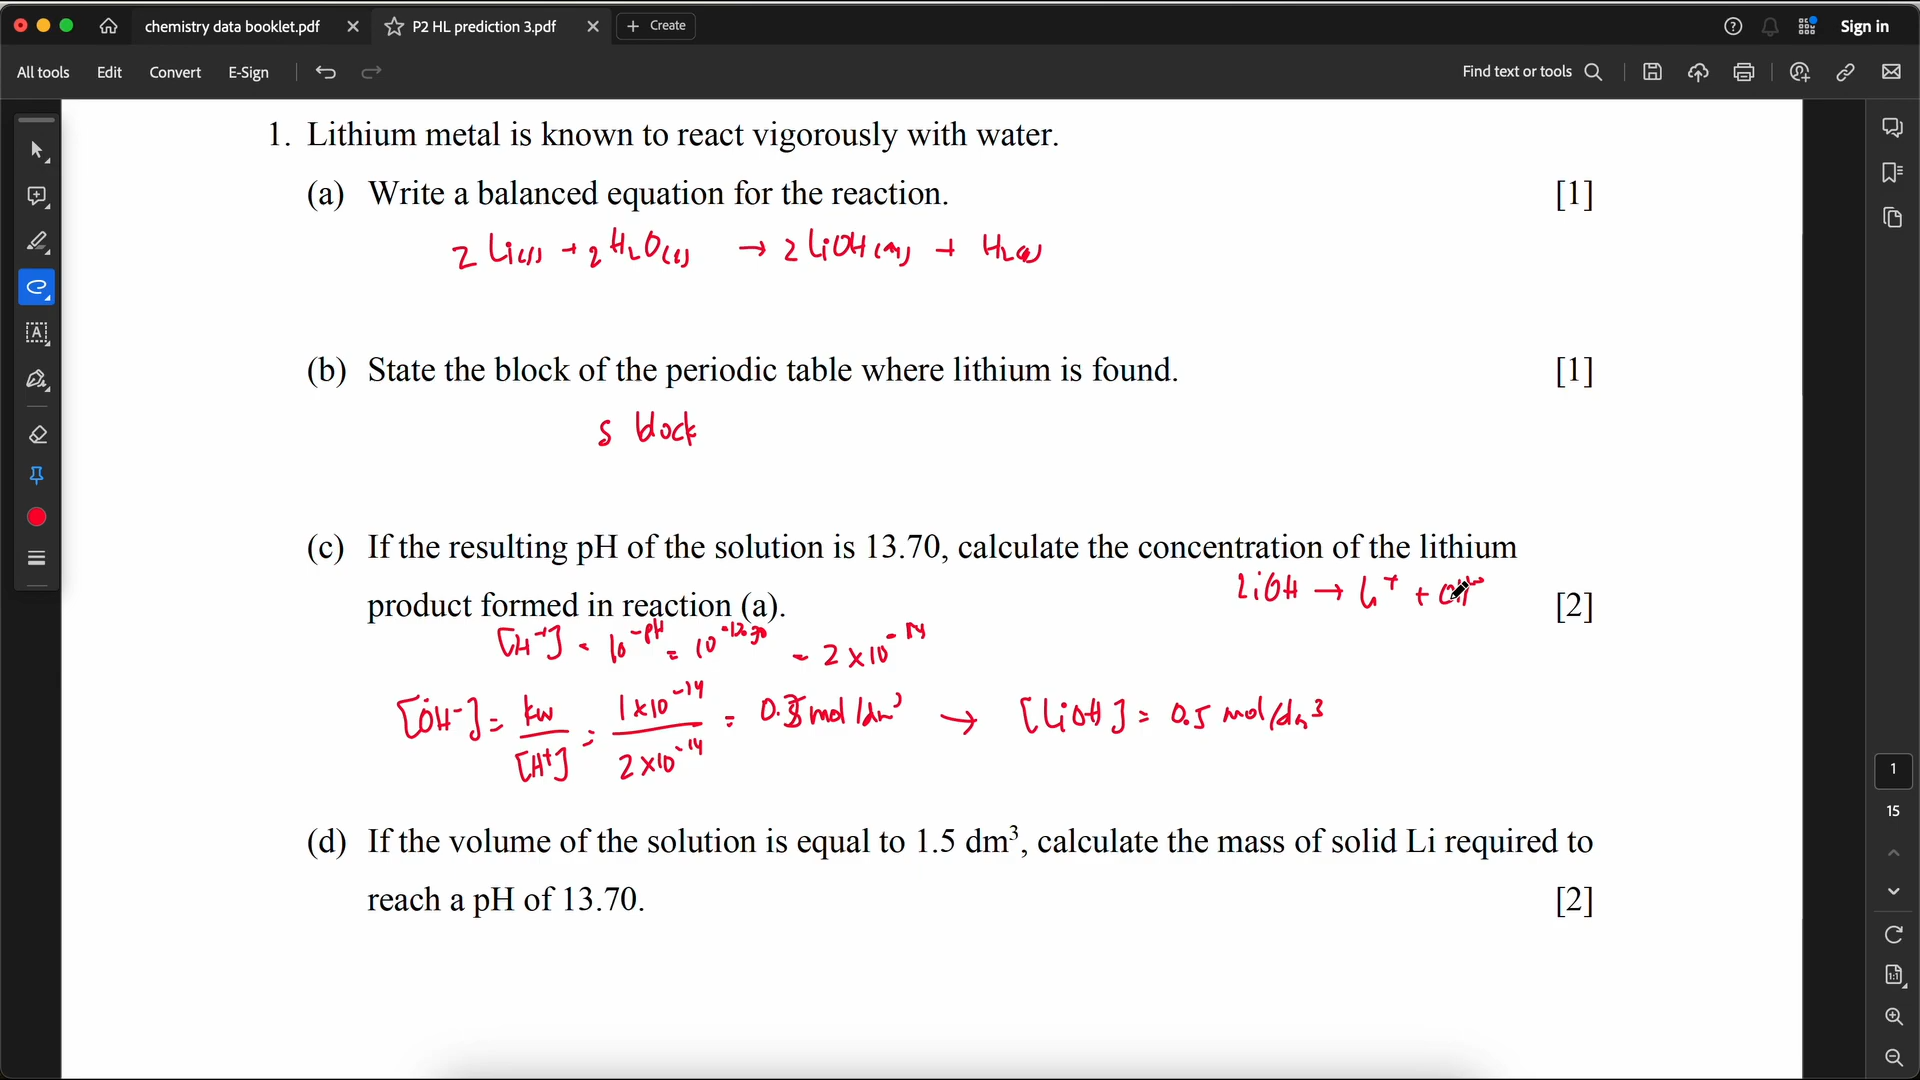 chemistry data booklet.pdf
P2 HL prediction 3.pdf
Create
Sign in
All tools
Edit
Convert
E-Sign
Find text or tools
1. Lithium metal is known to react vigorously with water.
(a) Write a balanced equation for the reaction. [1]
2 Li(s) + 2 H₂O(l) → 2 LiOH(aq) + H₂(g)
(b) State the block of the periodic table where lithium is found. [1]
s block
(c) If the resulting pH of the solution is 13.70, calculate the concentration of the lithium
LiOH → Li⁺ +
product formed in reaction (a). [2]
[H⁺] = 10^-pH = 10^-13.70 = 2 × 10^-14
[OH⁻] = Kw / [H⁺] = 1×10^-14 / 2×10^-14 = 0.5 mol/dm³ → [LiOH] = 0.5 mol/dm³
(d) If the volume of the solution is equal to 1.5 dm³, calculate the mass of solid Li required to
reach a pH of 13.70. [2]
1
15